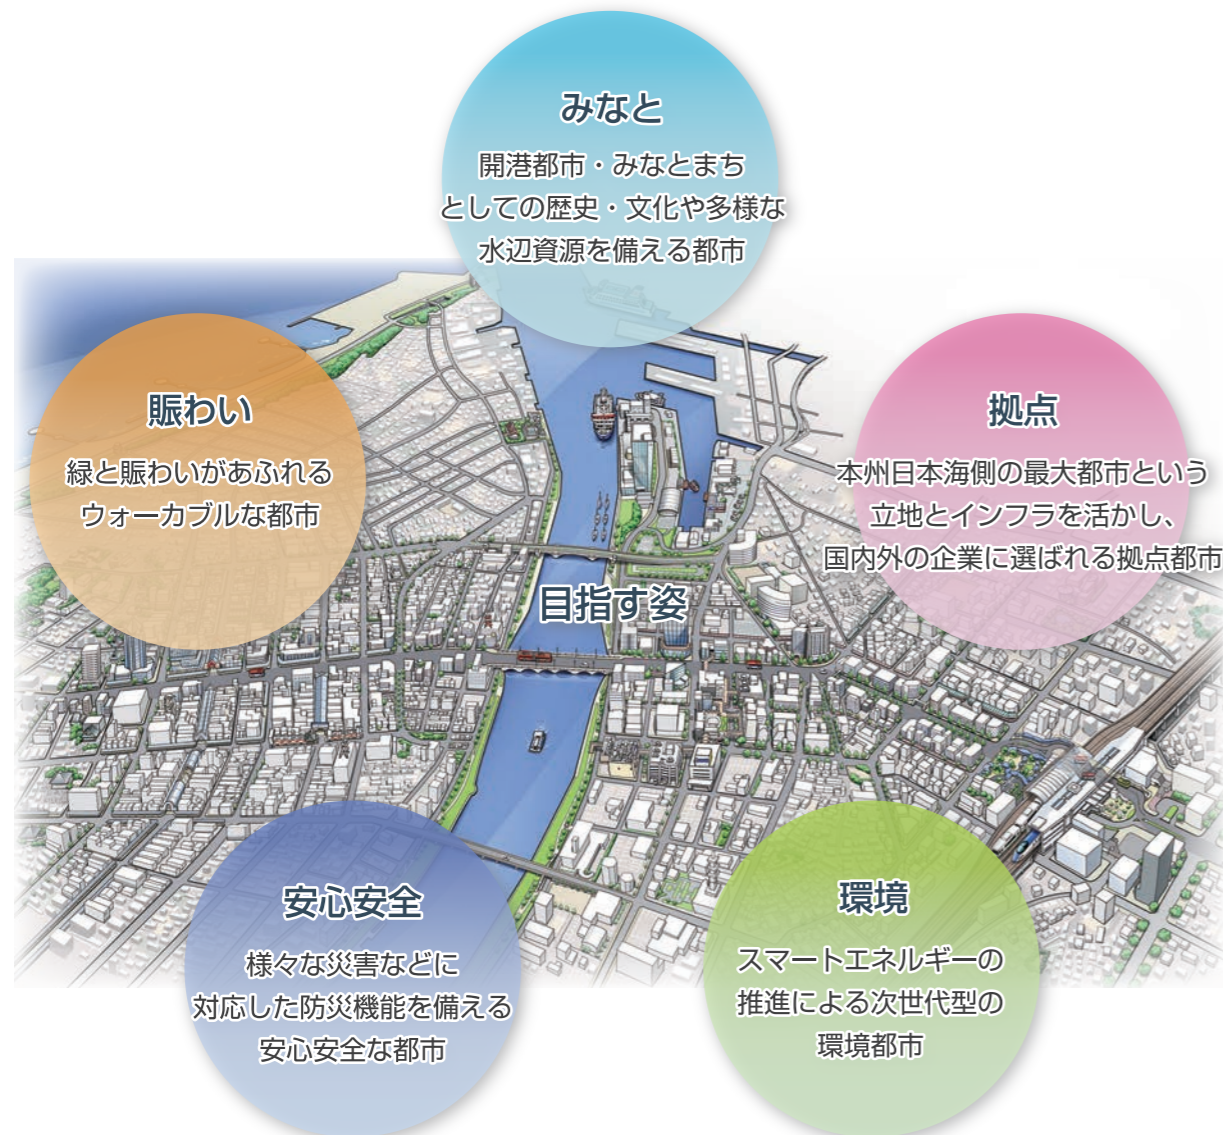 みなと
開港都市・みなとまち
としての歴史・文化や多様な
水辺資源を備える都市
賑わい
緑と賑わいがあふれる
ウォーカブルな都市
拠点
本州日本海側の最大都市という
立地とインフラを活かし、
国内外の企業に選ばれる拠点都市
目指す姿
安心安全
様々な災害などに
対応した防災機能を備える
安心安全な都市
環境
スマートエネルギーの
推進による次世代型の
環境都市